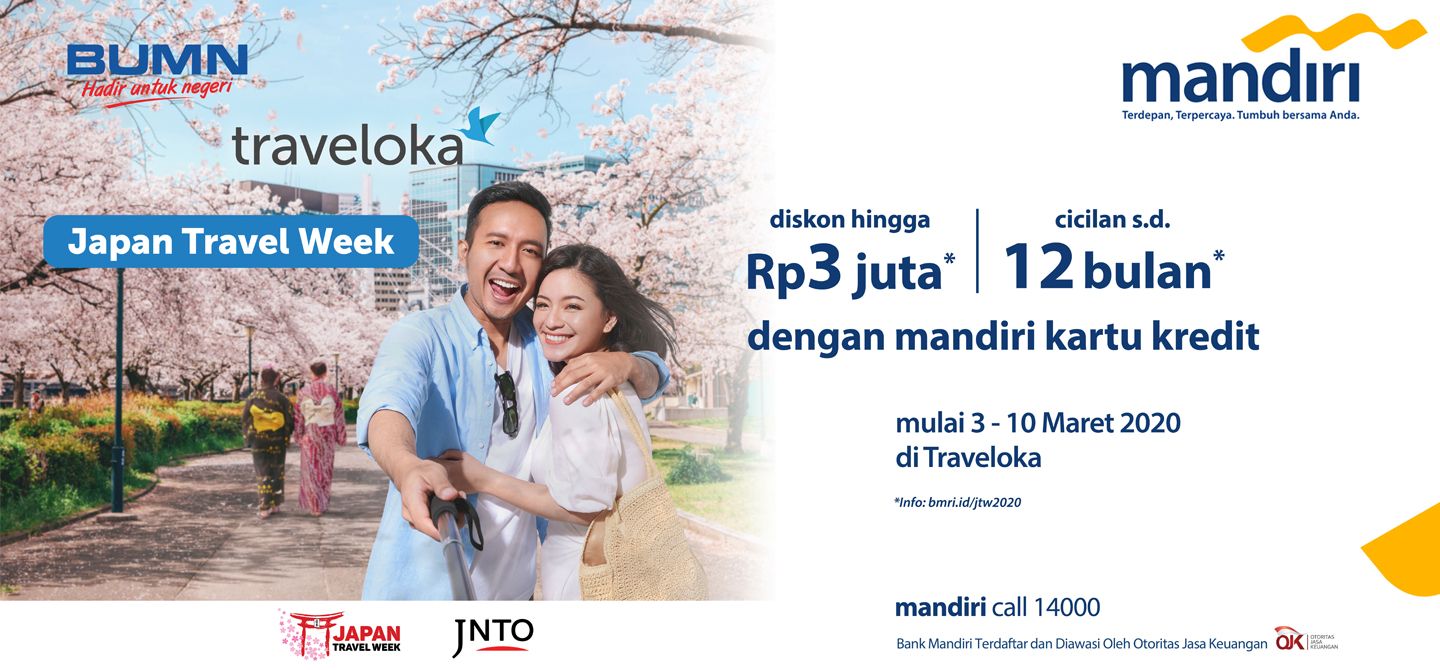 BUMN
Hadir untuk negeri
traveloka
Japan Travel Week
mandiri
Terdepan, Terpercaya. Tumbuh bersama Anda.
diskon hingga
Rp3 juta*
cicilan s.d.
12 bulan*
dengan mandiri kartu kredit
mulai 3 - 10 Maret 2020
di Traveloka
*Info: bmri.id/jtw2020
JAPAN
TRAVEL WEEK
JNTO
mandiri call 14000
Bank Mandiri Terdaftar dan Diawasi Oleh Otoritas Jasa Keuangan
OJK
OTORITAS
JASA
KEUANGAN